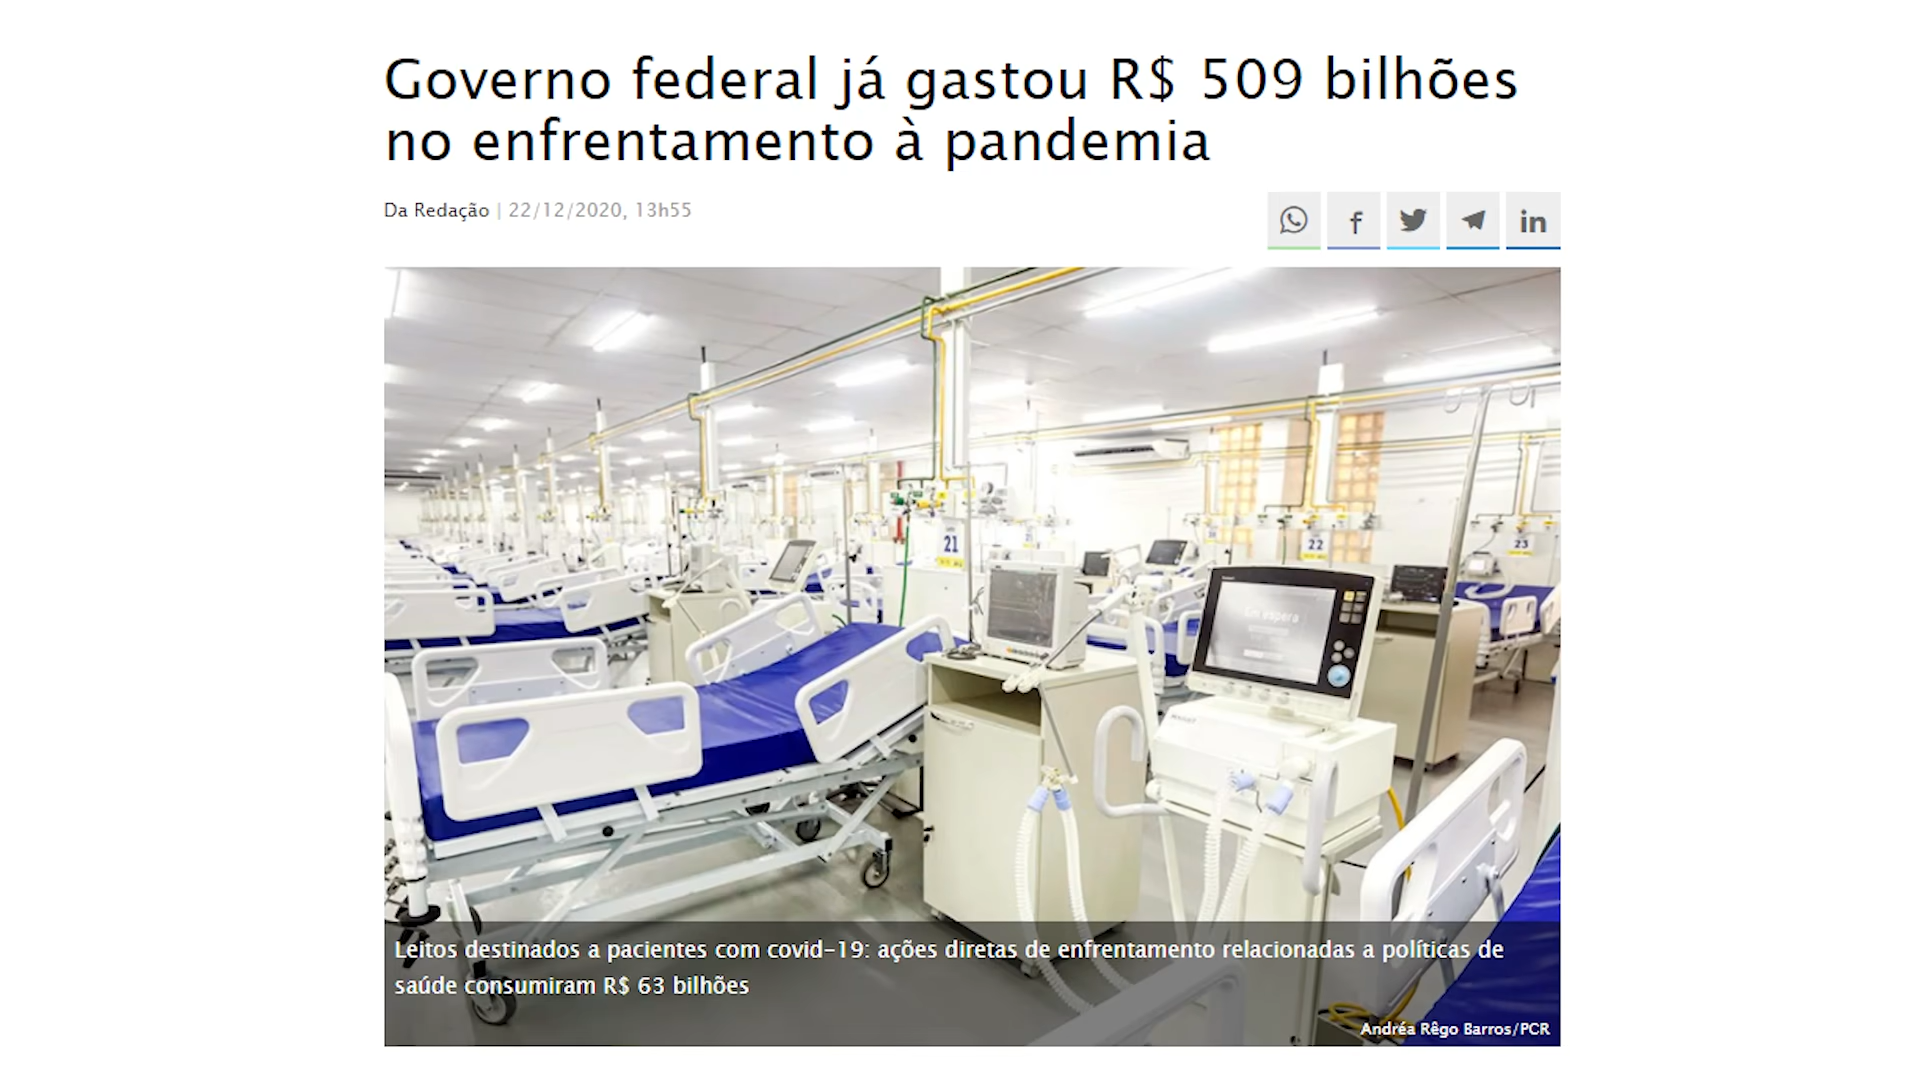 Governo federal já gastou R$ 509 bilhões
no enfrentamento à pandemia
Da Redação | 22/12/2020, 13h55
f
in
21
22
23
Em espera
Leitos destinados a pacientes com covid-19: ações diretas de enfrentamento relacionadas a políticas de
saúde consumiram R$ 63 bilhões
Andréa Rêgo Barros/PCR